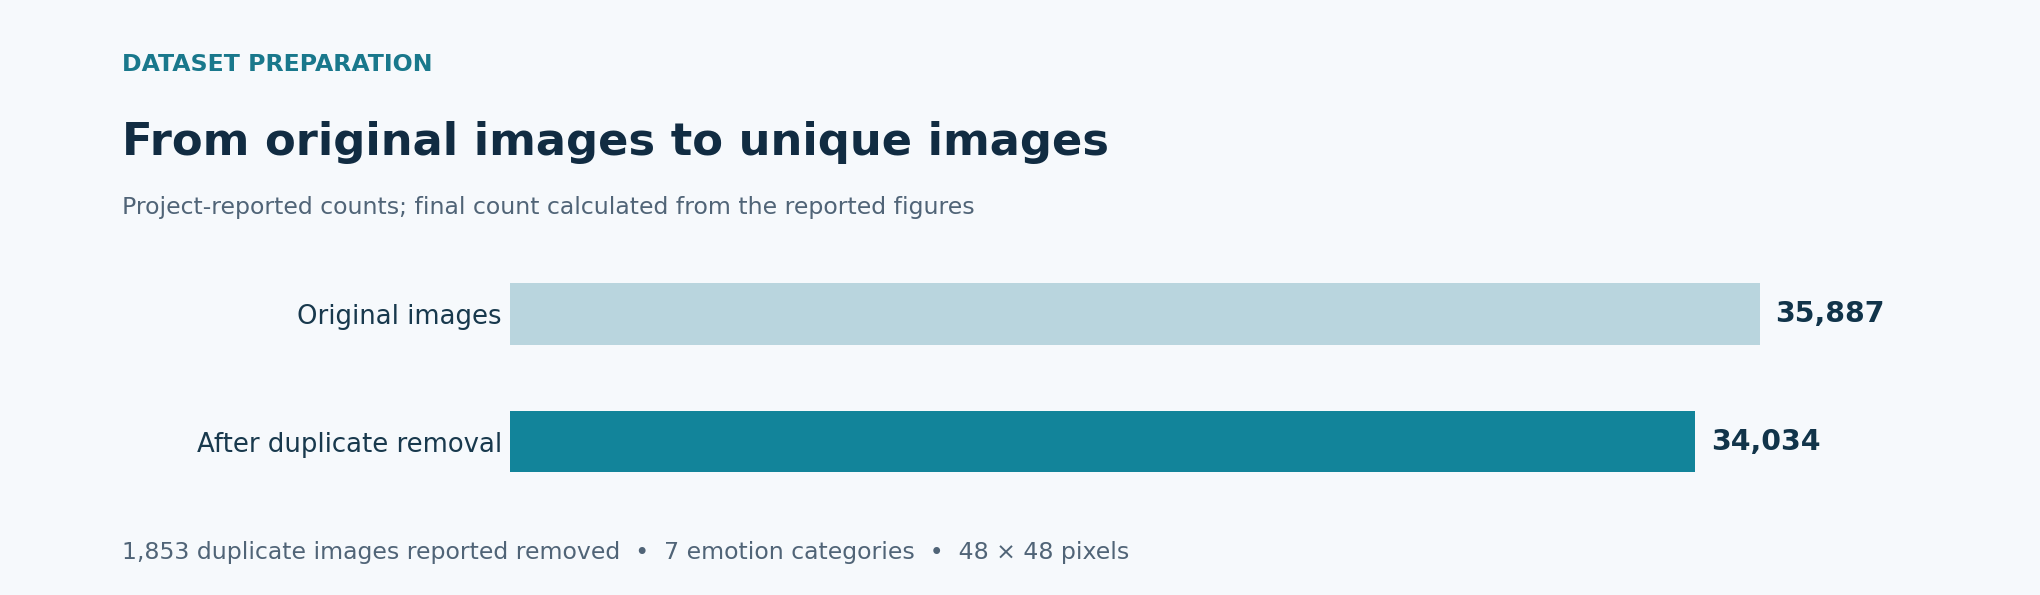 DATASET PREPARATION
From original images to unique images
Project-reported counts; final count calculated from the reported figures
Original images 35,887
After duplicate removal 34,034
1,853 duplicate images reported removed • 7 emotion categories • 48 × 48 pixels